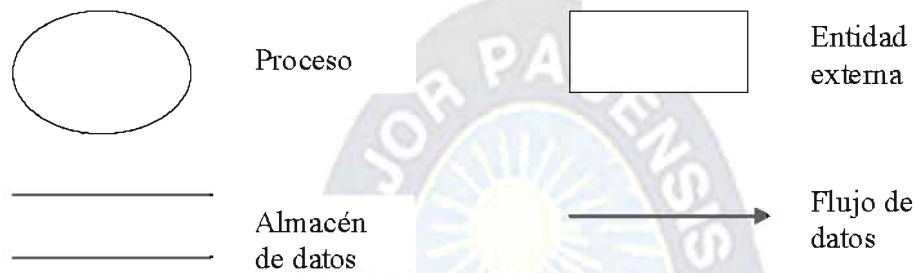 Proceso
Entidad
externa
Almacén
de datos
Flujo de
datos